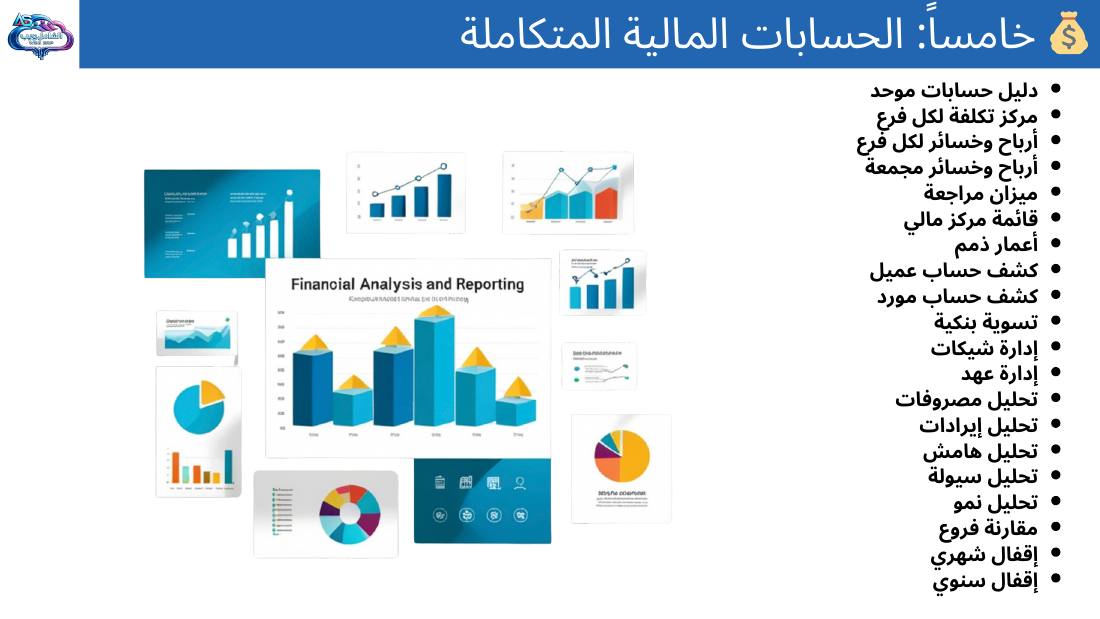 خامساً: الحسابات المالية المتكاملة
دليل حسابات موحد
مركز تكلفة لكل فرع
أرباح وخسائر لكل فرع
أرباح وخسائر مجمعة
ميزان مراجعة
قائمة مركز مالي
أعمار ذمم
كشف حساب عميل
كشف حساب مورد
تسوية بنكية
إدارة شيكات
إدارة عهد
تحليل مصروفات
تحليل إيرادات
تحليل هامش
تحليل سيولة
تحليل نمو
مقارنة فروع
إقفال شهري
إقفال سنوي
Financial Analysis and Reporting